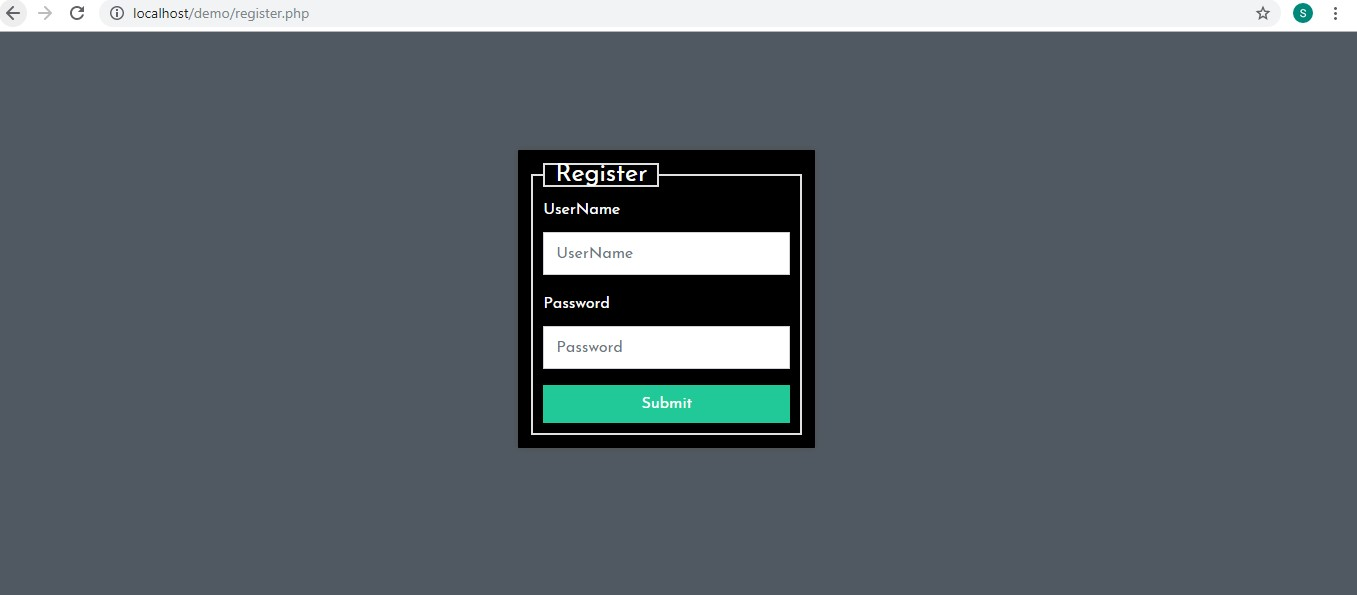 localhost/demo/register.php
S
Register
UserName
UserName
Password
Password
Submit